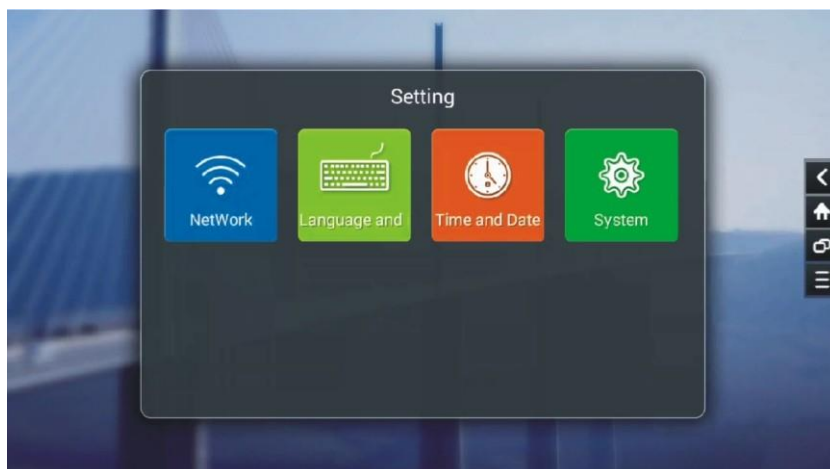 Setting
NetWork
Language and
Time and Date
System